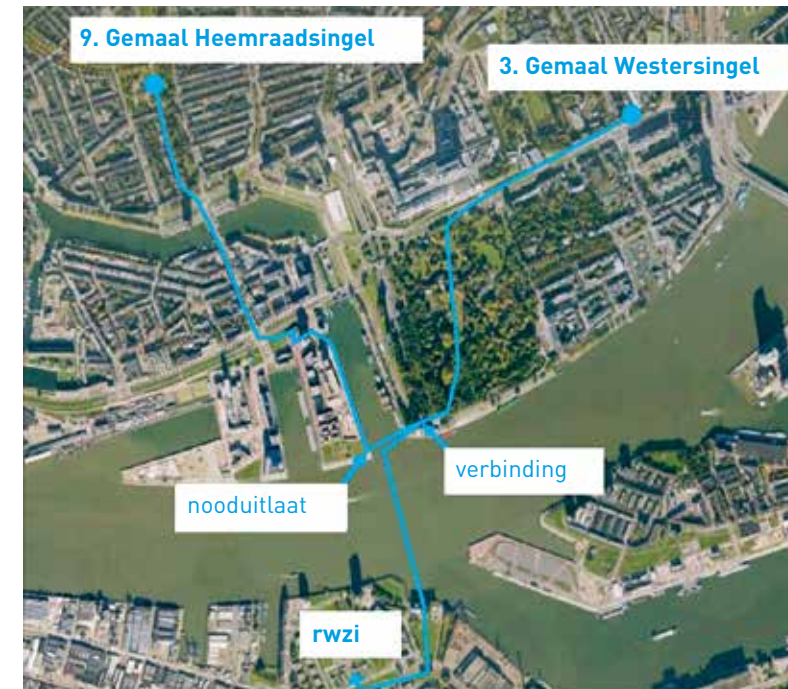 9. Gemaal Heemraadsingel
3. Gemaal Westersingel
verbinding
nooduitlaat
rwzi